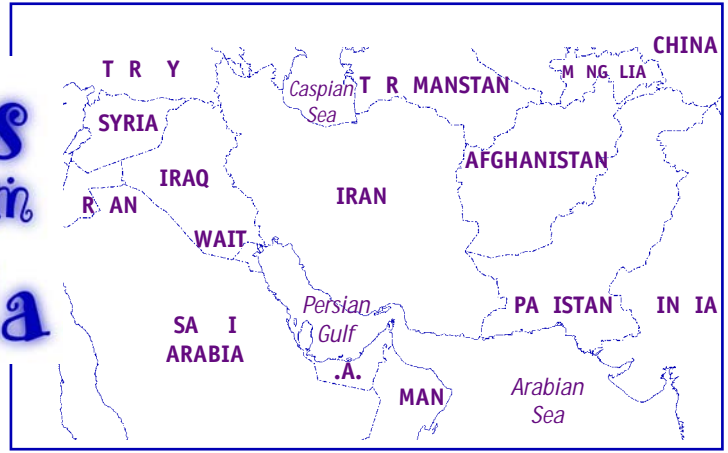 CHINA
T R Y
M NG LIA
Caspian
Sea
T R MANSTAN
SYRIA
AFGHANISTAN
IRAQ
IRAN
R AN
WAIT
Persian
Gulf
PA ISTAN
IN IA
SA I
ARABIA
.A.
MAN
Arabian
Sea
s
in
a